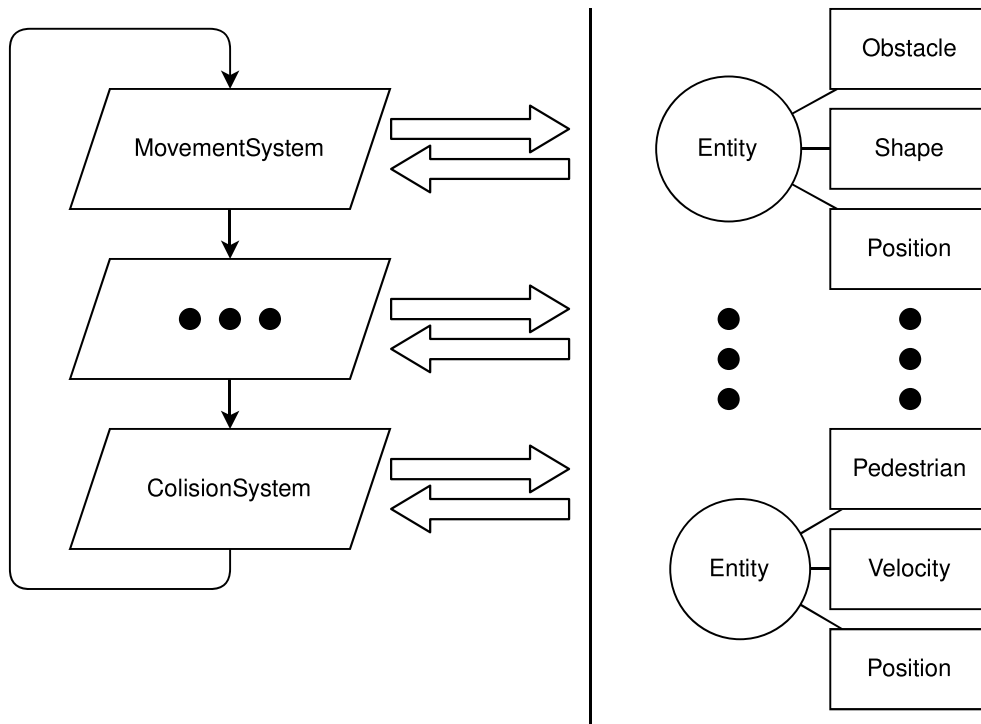 MovementSystem
ColisionSystem
Obstacle
Entity
Shape
Position
Pedestrian
Entity
Velocity
Position